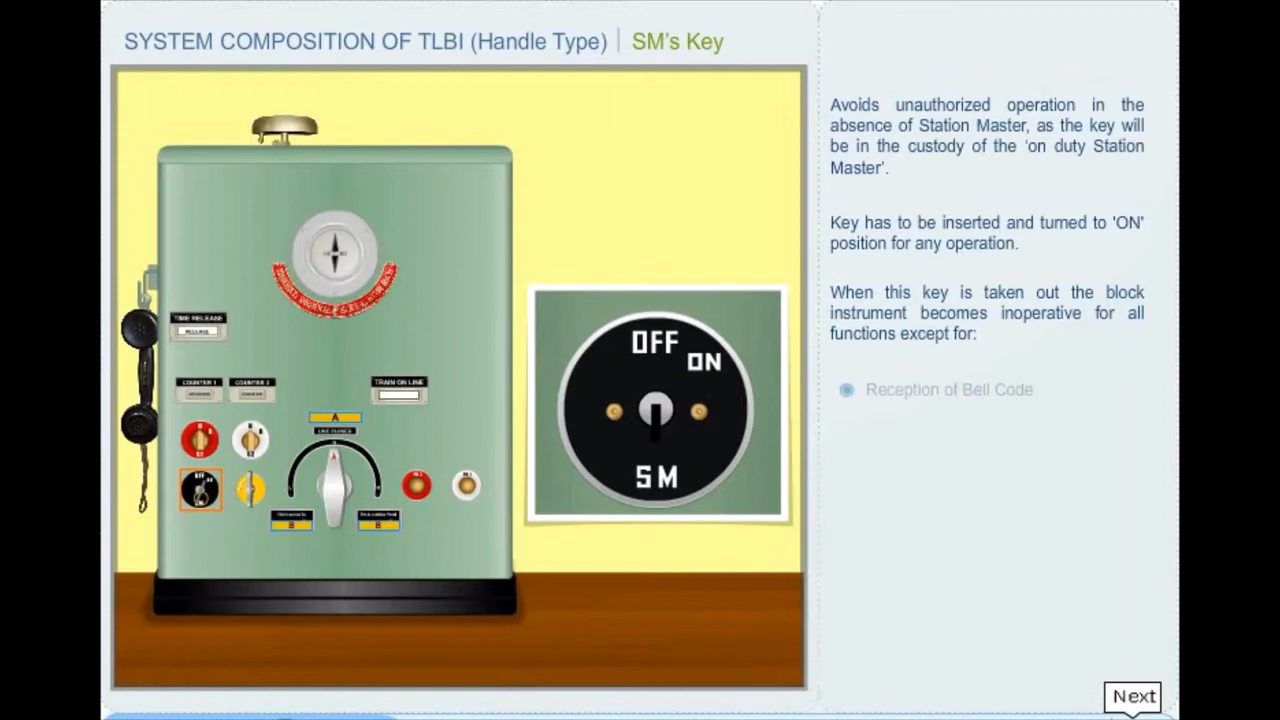 SYSTEM COMPOSITION OF TLBI (Handle Type) | SM's Key
Avoids unauthorized operation in the
absence of Station Master, as the key will
be in the custody of the 'on duty Station
Master'.
Key has to be inserted and turned to 'ON'
position for any operation.
When this key is taken out the block
instrument becomes inoperative for all
functions except for:
Reception of Bell Code
TIME RELEASE
RELEASE
COUNTER 1
COUNTER 2
TRAIN ON LINE
A
LINE CLOSED
B
B
OFF
ON
SM
Next